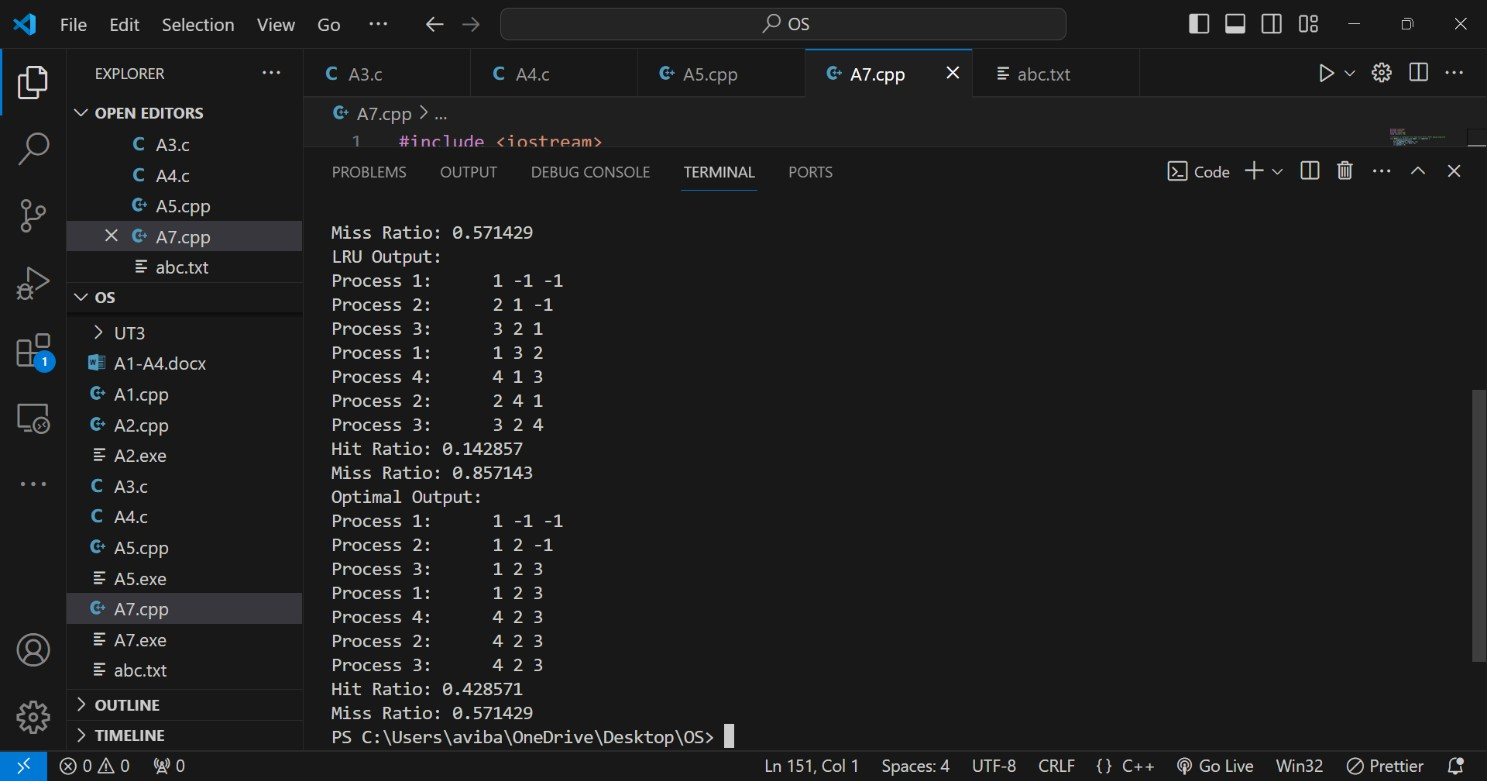 File Edit Selection View Go ··· OS
EXPLORER ···
OPEN EDITORS
C A3.c
C A4.c
A5.cpp
A7.cpp
abc.txt
OS
UT3
A1-A4.docx
A1.cpp
A2.cpp
A2.exe
C A3.c
C A4.c
A5.cpp
A5.exe
A7.cpp
A7.exe
abc.txt
OUTLINE
TIMELINE
1
C A3.c C A4.c A5.cpp A7.cpp abc.txt
A7.cpp > ...
1 #include <iostream>
PROBLEMS OUTPUT DEBUG CONSOLE TERMINAL PORTS Code
Miss Ratio: 0.571429
LRU Output:
Process 1: 1 -1 -1
Process 2: 2 1 -1
Process 3: 3 2 1
Process 1: 1 3 2
Process 4: 4 1 3
Process 2: 2 4 1
Process 3: 3 2 4
Hit Ratio: 0.142857
Miss Ratio: 0.857143
Optimal Output:
Process 1: 1 -1 -1
Process 2: 1 2 -1
Process 3: 1 2 3
Process 1: 1 2 3
Process 4: 4 2 3
Process 2: 4 2 3
Process 3: 4 2 3
Hit Ratio: 0.428571
Miss Ratio: 0.571429
PS C:\Users\aviba\OneDrive\Desktop\OS>
0 0 0 Ln 151, Col 1 Spaces: 4 UTF-8 CRLF {} C++ Go Live Win32 Prettier